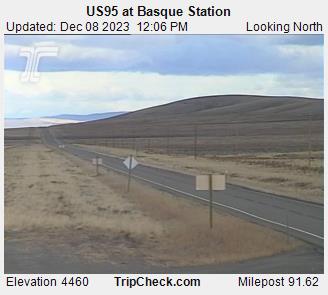 US95 at Basque Station
Updated: Dec 08 2023 12:06 PM Looking North
Elevation 4460 TripCheck.com Milepost 91.62